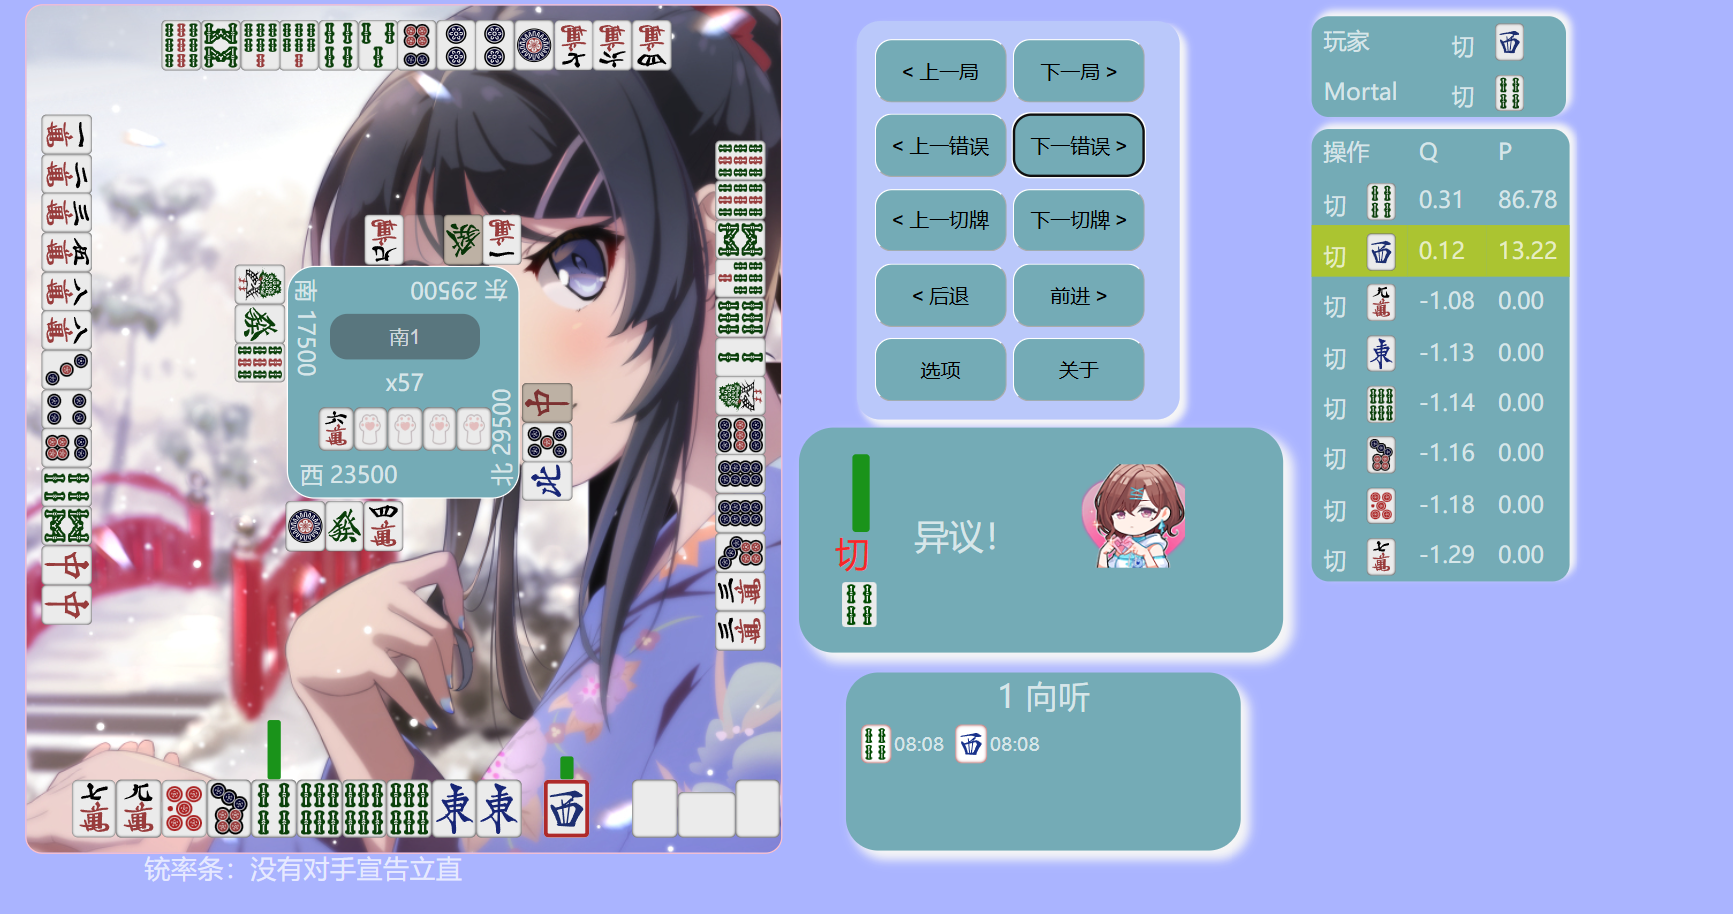 南 17500
东 29500
南1
x57
北 29500
西 23500
铳率条：没有对手宣告立直
< 上一局
下一局 >
< 上一错误
下一错误 >
< 上一切牌
下一切牌 >
< 后退
前进 >
选项
关于
切
异议！
1 向听
08:08
08:08
玩家 切
Mortal 切
操作 Q P
切 0.31 86.78
切 0.12 13.22
切 -1.08 0.00
切 -1.13 0.00
切 -1.14 0.00
切 -1.16 0.00
切 -1.18 0.00
切 -1.29 0.00